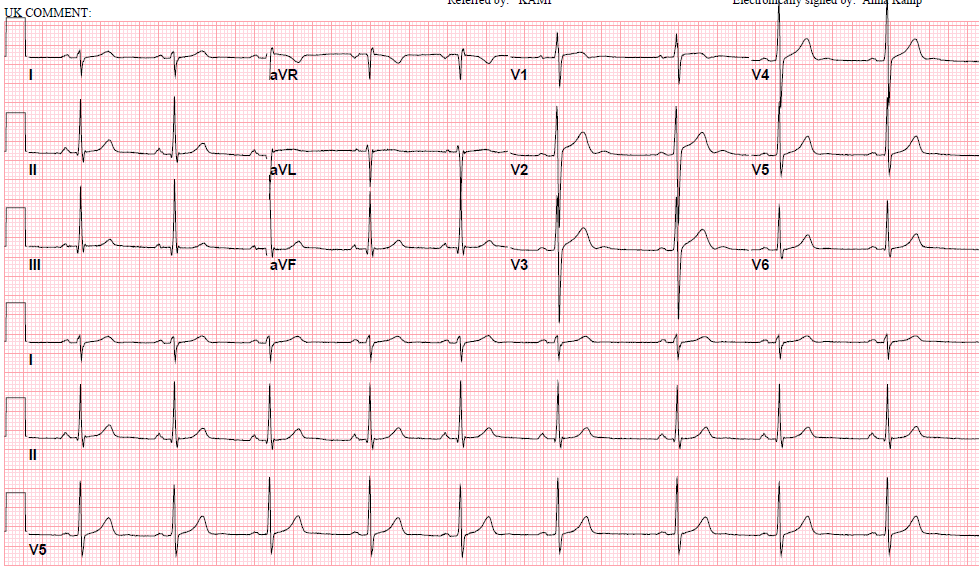 Referred by: KAMP Electronically signed by: Anna Kamp
UK COMMENT:
I aVR V1 V4
II aVL V2 V5
III aVF V3 V6
I
II
V5